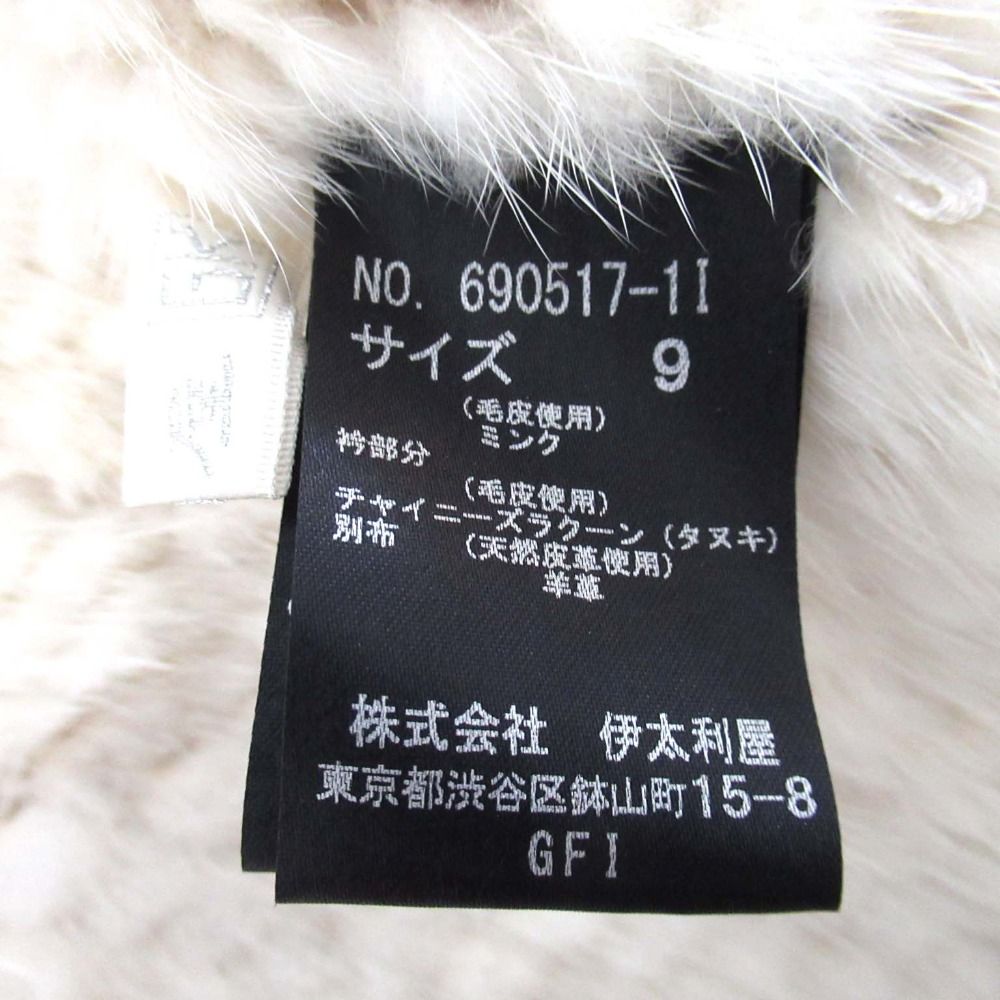 NO. 690517-1I
サイズ 9
(毛皮使用)
ミンク
衿部分
(毛皮使用)
チャイニーズラクーン(タヌキ)
別布
(天然皮革使用)
羊革
株式会社 伊太利屋
東京都渋谷区鉢山町15-8
GFI